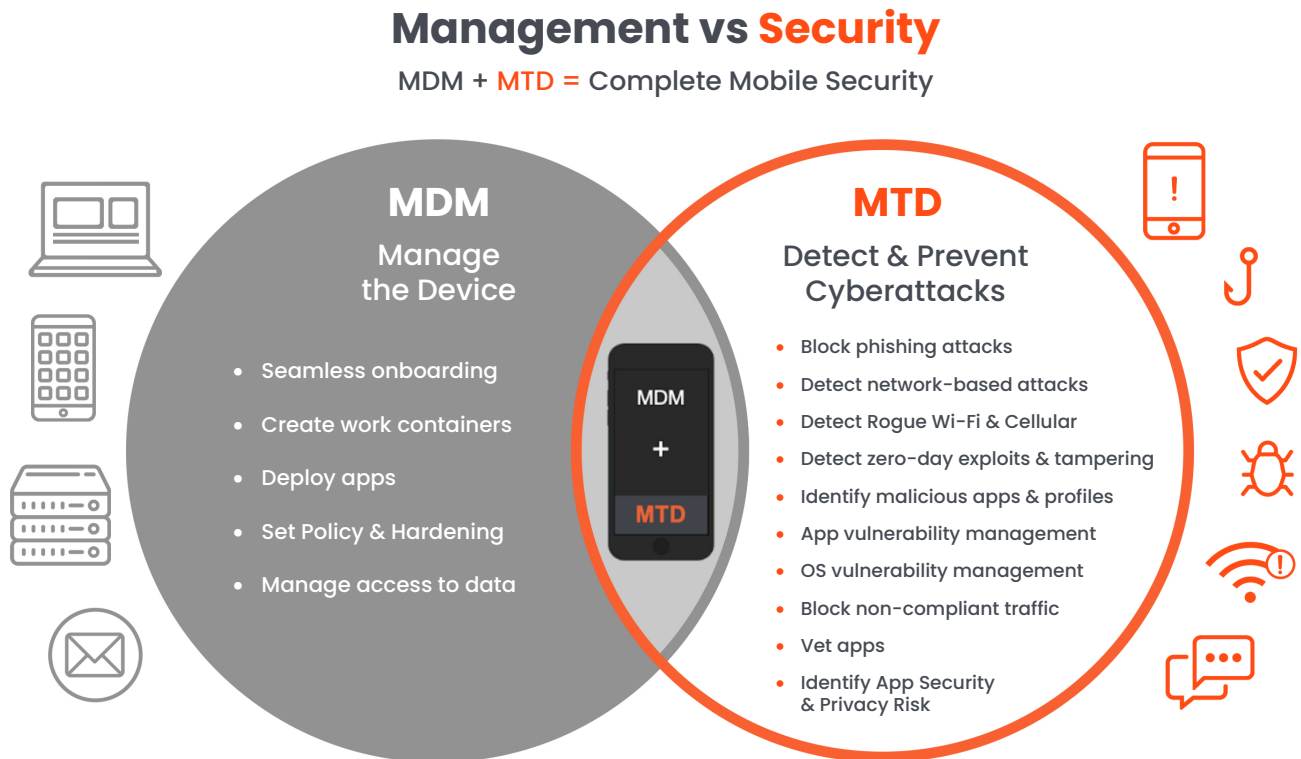 Management vs Security
MDM + MTD = Complete Mobile Security
MDM
Manage
the Device
• Seamless onboarding
• Create work containers
• Deploy apps
• Set Policy & Hardening
• Manage access to data
MDM
+
MTD
MTD
Detect & Prevent
Cyberattacks
• Block phishing attacks
• Detect network-based attacks
• Detect Rogue Wi-Fi & Cellular
• Detect zero-day exploits & tampering
• Identify malicious apps & profiles
• App vulnerability management
• OS vulnerability management
• Block non-compliant traffic
• Vet apps
• Identify App Security
& Privacy Risk
!
!